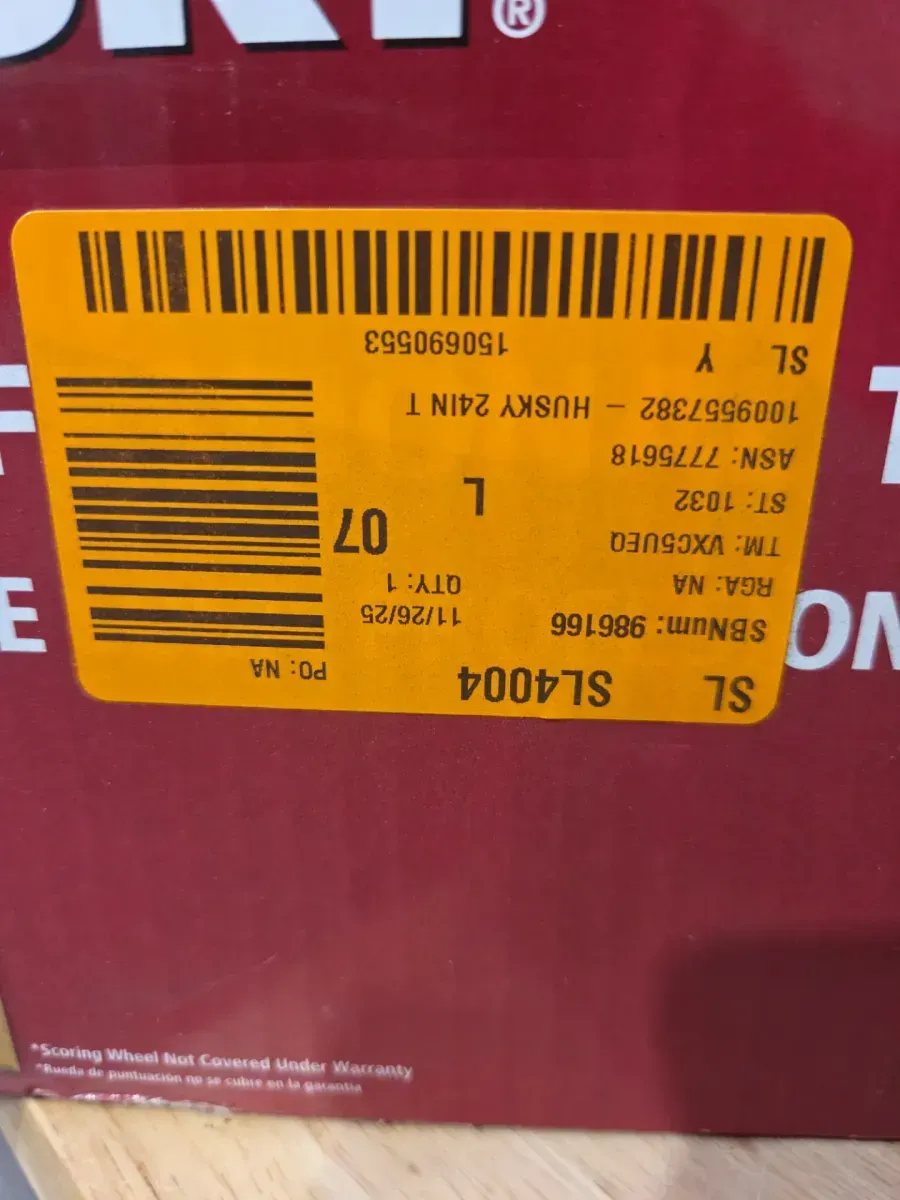 ®
SL SL4004
PO: NA
SBNum: 986166 11/26/25
RGA: NA QTY: 1
TM: VXC5UEQ
07
ST: 1032 L
ASN: 7775618
1009557382 – HUSKY 24IN T
SL Y 150690553
*Scoring Wheel Not Covered Under Warranty
*Rueda de puntuación no se cubre en la garantía